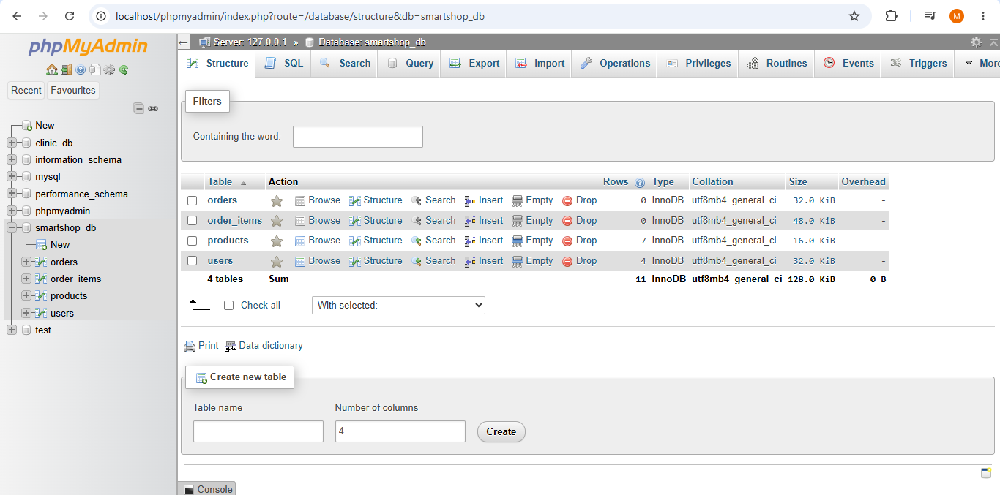 localhost/phpmyadmin/index.php?route=/database/structure&db=smartshop_db
M
phpMyAdmin
Recent
Favourites
New
clinic_db
information_schema
mysql
performance_schema
phpmyadmin
smartshop_db
New
orders
order_items
products
users
test
Server: 127.0.0.1 » Database: smartshop_db
Structure SQL Search Query Export Import Operations Privileges Routines Events Triggers More
Filters
Containing the word:
Table Action Rows Type Collation Size Overhead
orders Browse Structure Search Insert Empty Drop 0 InnoDB utf8mb4_general_ci 32.0 KiB -
order_items Browse Structure Search Insert Empty Drop 0 InnoDB utf8mb4_general_ci 48.0 KiB -
products Browse Structure Search Insert Empty Drop 7 InnoDB utf8mb4_general_ci 16.0 KiB -
users Browse Structure Search Insert Empty Drop 4 InnoDB utf8mb4_general_ci 32.0 KiB -
4 tables Sum 11 InnoDB utf8mb4_general_ci 128.0 KiB 0 B
Check all With selected:
Print Data dictionary
Create new table
Table name Number of columns
4 Create
Console